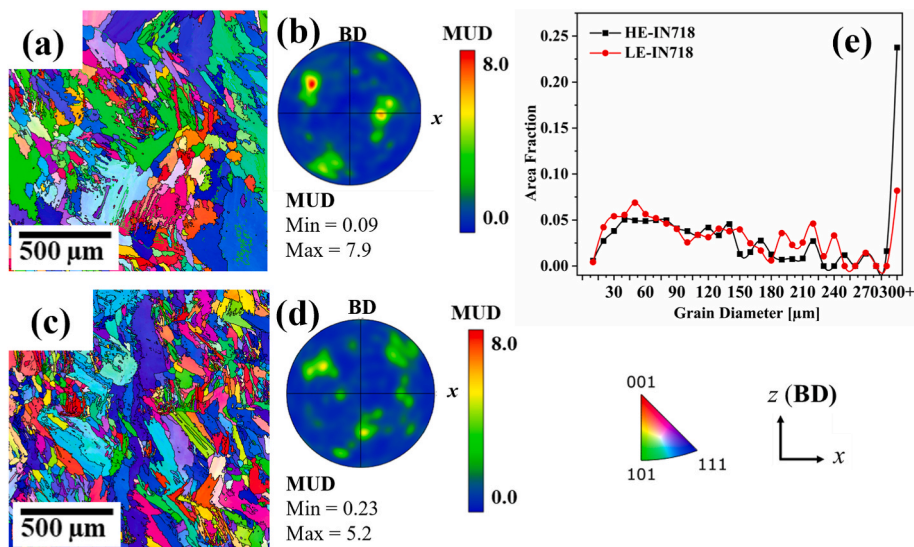 (a)
500 µm
(b)
BD
x
MUD
8.0
0.0
MUD
Min = 0.09
Max = 7.9
(c)
500 µm
(d)
BD
x
MUD
8.0
0.0
MUD
Min = 0.23
Max = 5.2
(e)
HE-IN718
LE-IN718
Area Fraction
0.25
0.20
0.15
0.10
0.05
0.00
30 60 90 120 150 180 210 240 270 300+
Grain Diameter [µm]
001
101
111
z (BD)
x